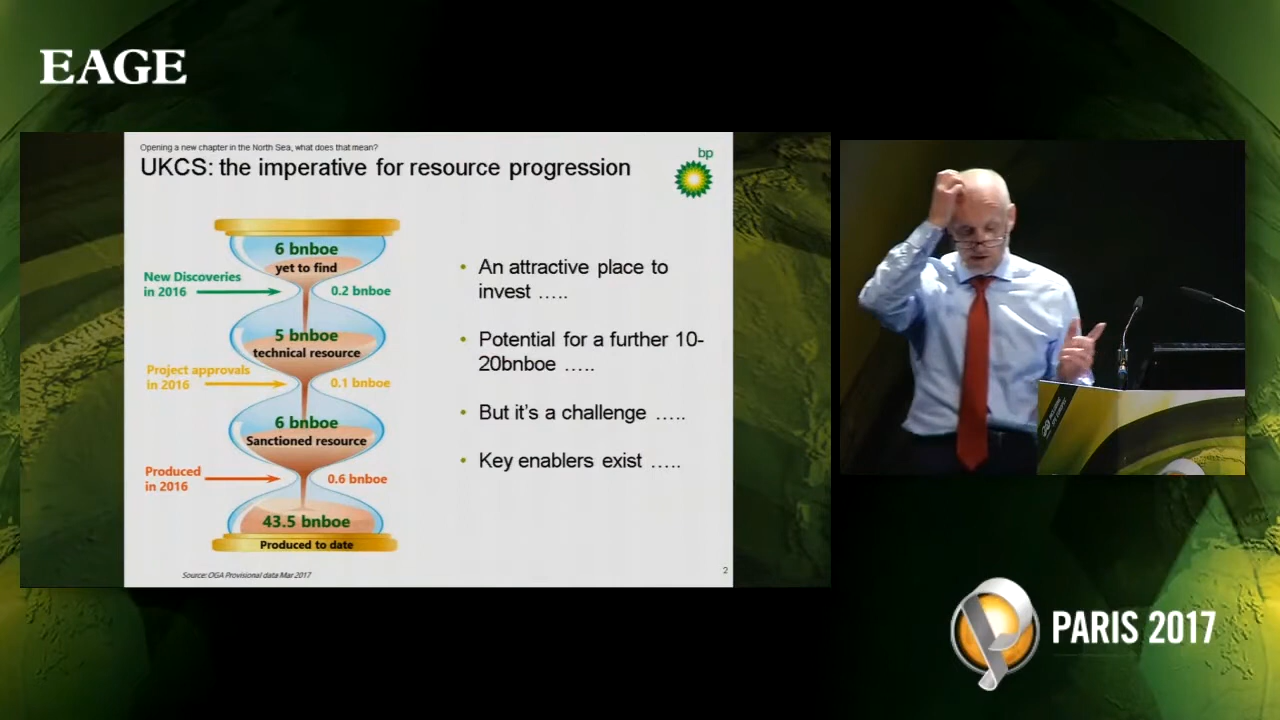 EAGE
Opening a new chapter in the North Sea, what does that mean?
UKCS: the imperative for resource progression
bp
6 bnboe
yet to find
New Discoveries
in 2016
0.2 bnboe
5 bnboe
technical resource
Project approvals
in 2016
0.1 bnboe
6 bnboe
Sanctioned resource
Produced
in 2016
0.6 bnboe
43.5 bnboe
Produced to date
• An attractive place to
invest …..
• Potential for a further 10-
20bnboe …..
• But it’s a challenge …..
• Key enablers exist …..
Source: OGA Provisional data Mar 2017
2
PARIS 2017